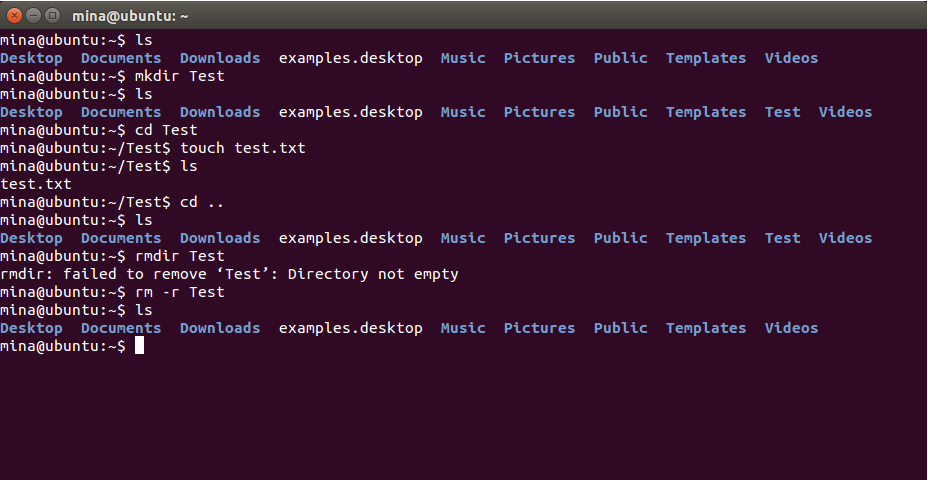 mina@ubuntu: ~
mina@ubuntu:~$ ls
Desktop  Documents  Downloads  examples.desktop  Music  Pictures  Public  Templates  Videos
mina@ubuntu:~$ mkdir Test
mina@ubuntu:~$ ls
Desktop  Documents  Downloads  examples.desktop  Music  Pictures  Public  Templates  Test  Videos
mina@ubuntu:~$ cd Test
mina@ubuntu:~/Test$ touch test.txt
mina@ubuntu:~/Test$ ls
test.txt
mina@ubuntu:~/Test$ cd ..
mina@ubuntu:~$ ls
Desktop  Documents  Downloads  examples.desktop  Music  Pictures  Public  Templates  Test  Videos
mina@ubuntu:~$ rmdir Test
rmdir: failed to remove ‘Test’: Directory not empty
mina@ubuntu:~$ rm -r Test
mina@ubuntu:~$ ls
Desktop  Documents  Downloads  examples.desktop  Music  Pictures  Public  Templates  Videos
mina@ubuntu:~$